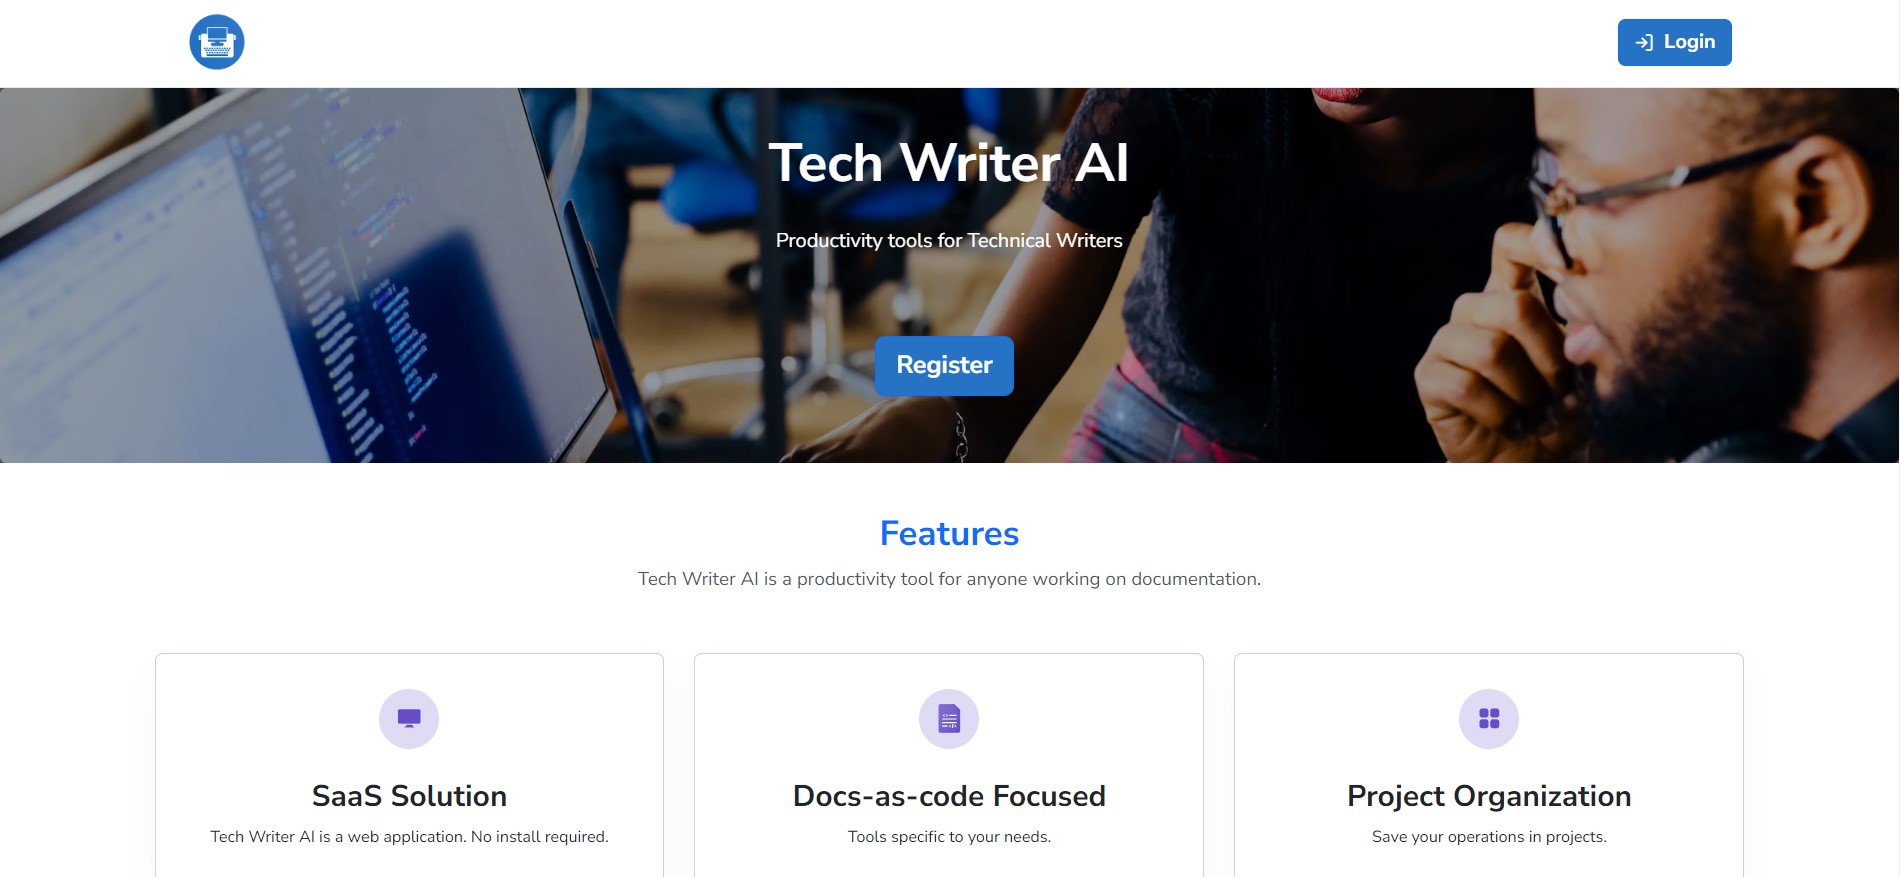 Login
Tech Writer AI
Productivity tools for Technical Writers
Register
Features
Tech Writer AI is a productivity tool for anyone working on documentation.
SaaS Solution
Tech Writer AI is a web application. No install required.
Docs-as-code Focused
Tools specific to your needs.
Project Organization
Save your operations in projects.